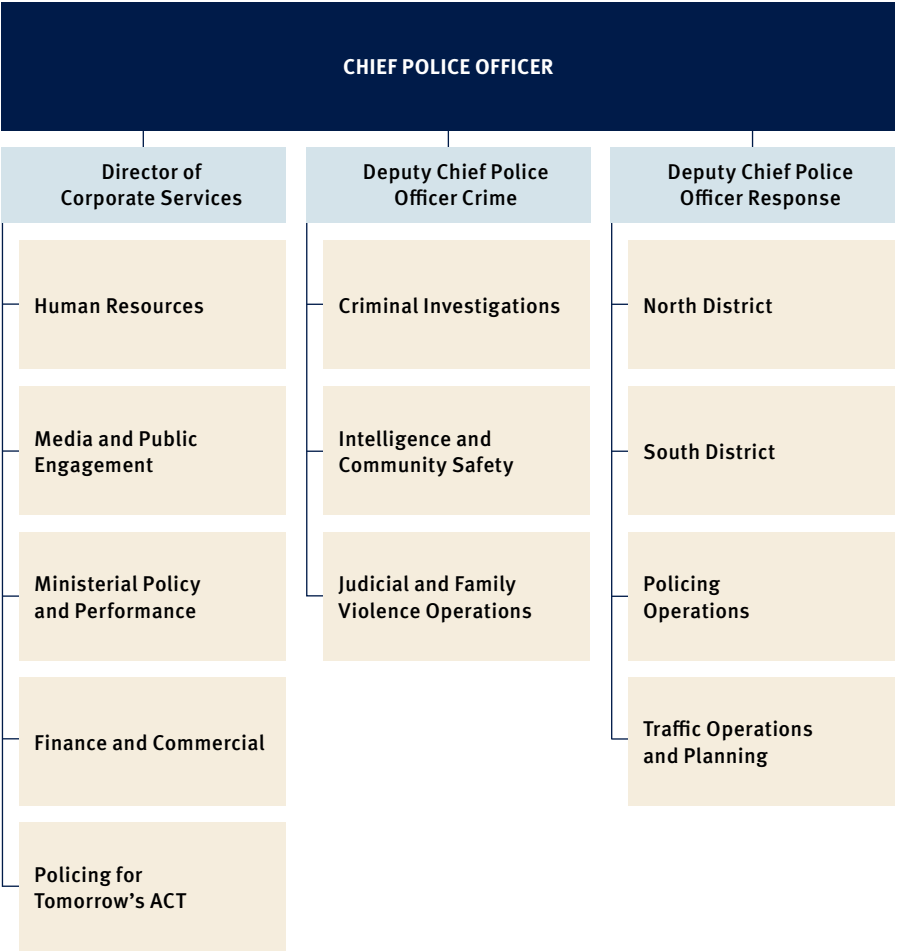 CHIEF POLICE OFFICER
Director of
Corporate Services
Human Resources
Media and Public
Engagement
Ministerial Policy
and Performance
Finance and Commercial
Policing for
Tomorrow’s ACT
Deputy Chief Police
Officer Crime
Criminal Investigations
Intelligence and
Community Safety
Judicial and Family
Violence Operations
Deputy Chief Police
Officer Response
North District
South District
Policing
Operations
Traffic Operations
and Planning